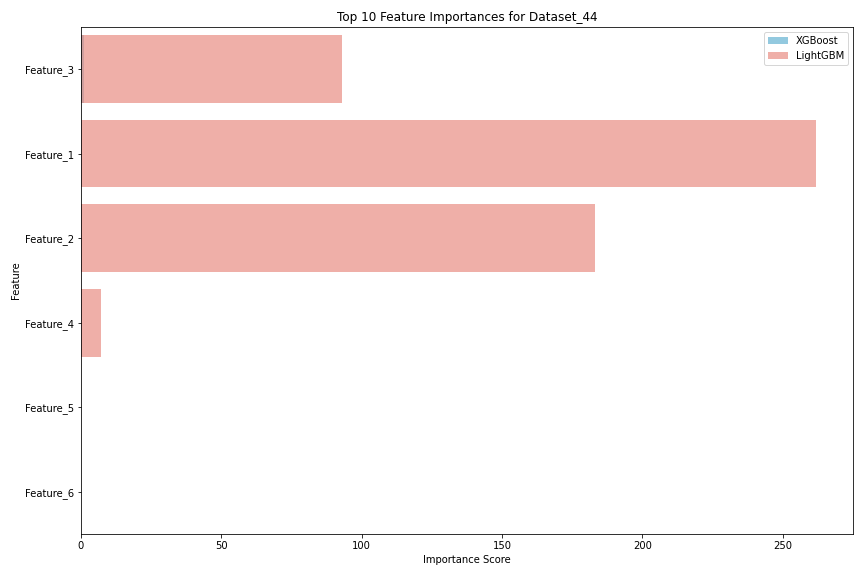 Top 10 Feature Importances for Dataset_44
XGBoost
LightGBM
Feature_3
Feature_1
Feature_2
Feature_4
Feature_5
Feature_6
Feature
0 50 100 150 200 250
Importance Score